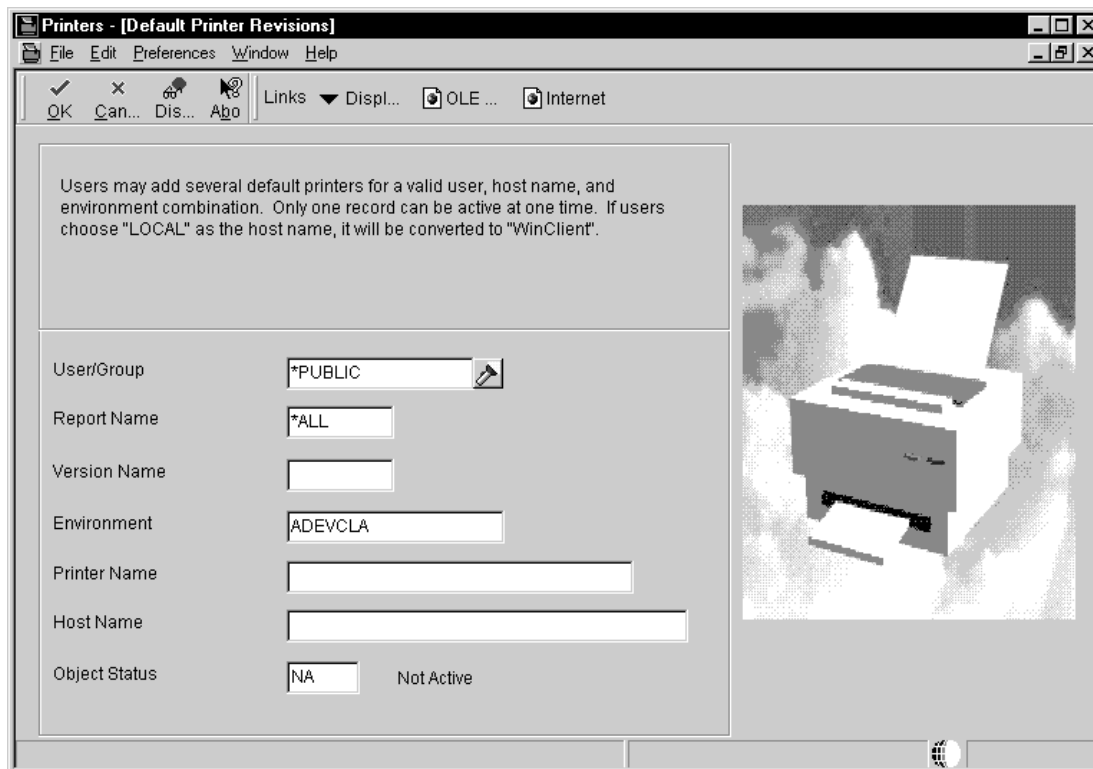 Printers - [Default Printer Revisions]
File Edit Preferences Window Help
OK Can... Dis... Abo Links Displ... OLE ... Internet
Users may add several default printers for a valid user, host name, and
environment combination. Only one record can be active at one time. If users
choose "LOCAL" as the host name, it will be converted to "WinClient".
User/Group *PUBLIC
Report Name *ALL
Version Name
Environment ADEVCLA
Printer Name
Host Name
Object Status NA Not Active